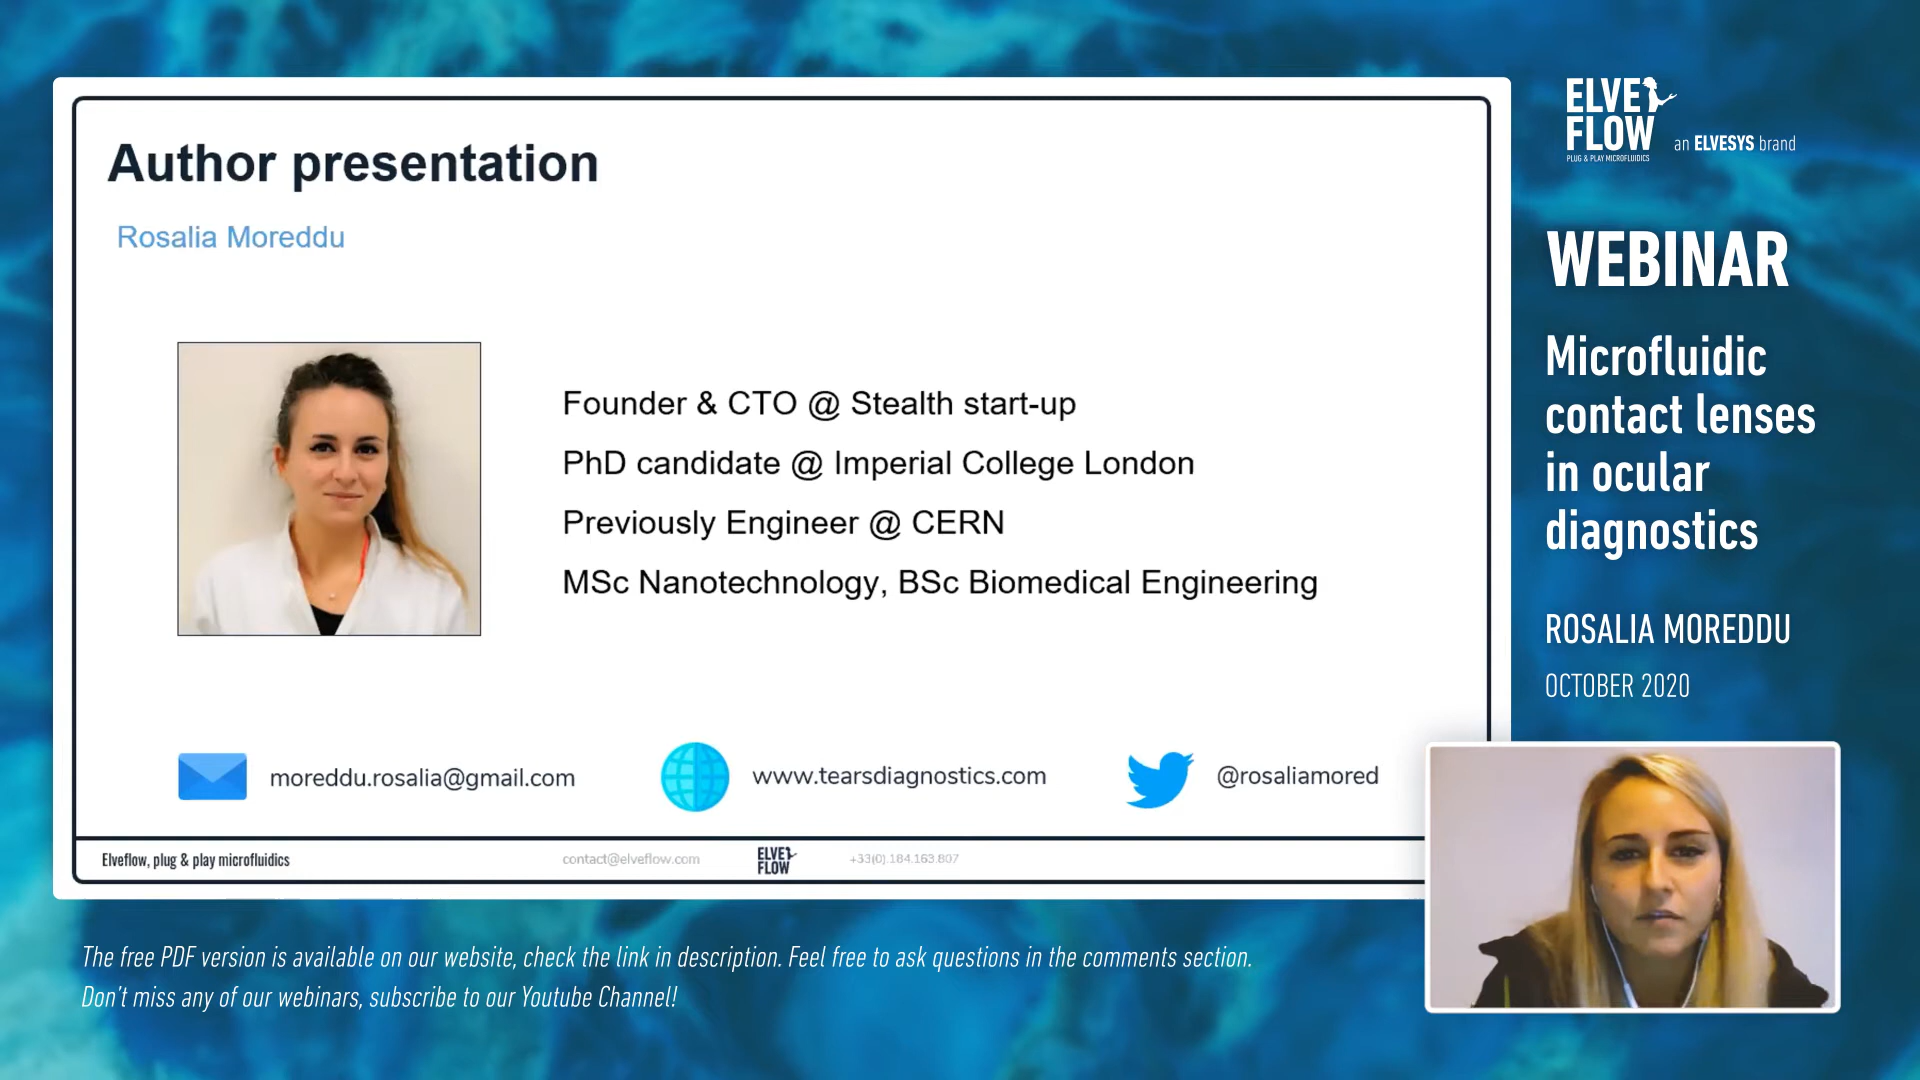 Author presentation
Rosalia Moreddu
Founder & CTO @ Stealth start-up
PhD candidate @ Imperial College London
Previously Engineer @ CERN
MSc Nanotechnology, BSc Biomedical Engineering
moreddu.rosalia@gmail.com
www.tearsdiagnostics.com
@rosaliamored
Elveflow, plug & play microfluidics
contact@elveflow.com
ELVE
FLOW
+33(0).184.163.807
ELVE
FLOW
PLUG & PLAY MICROFLUIDICS
an ELVESYS brand
WEBINAR
Microfluidic
contact lenses
in ocular
diagnostics
ROSALIA MOREDDU
OCTOBER 2020
The free PDF version is available on our website, check the link in description. Feel free to ask questions in the comments section.
Don't miss any of our webinars, subscribe to our Youtube Channel!